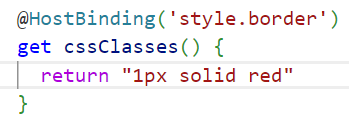 @HostBinding('style.border')
get cssClasses() {
  return "1px solid red"
}